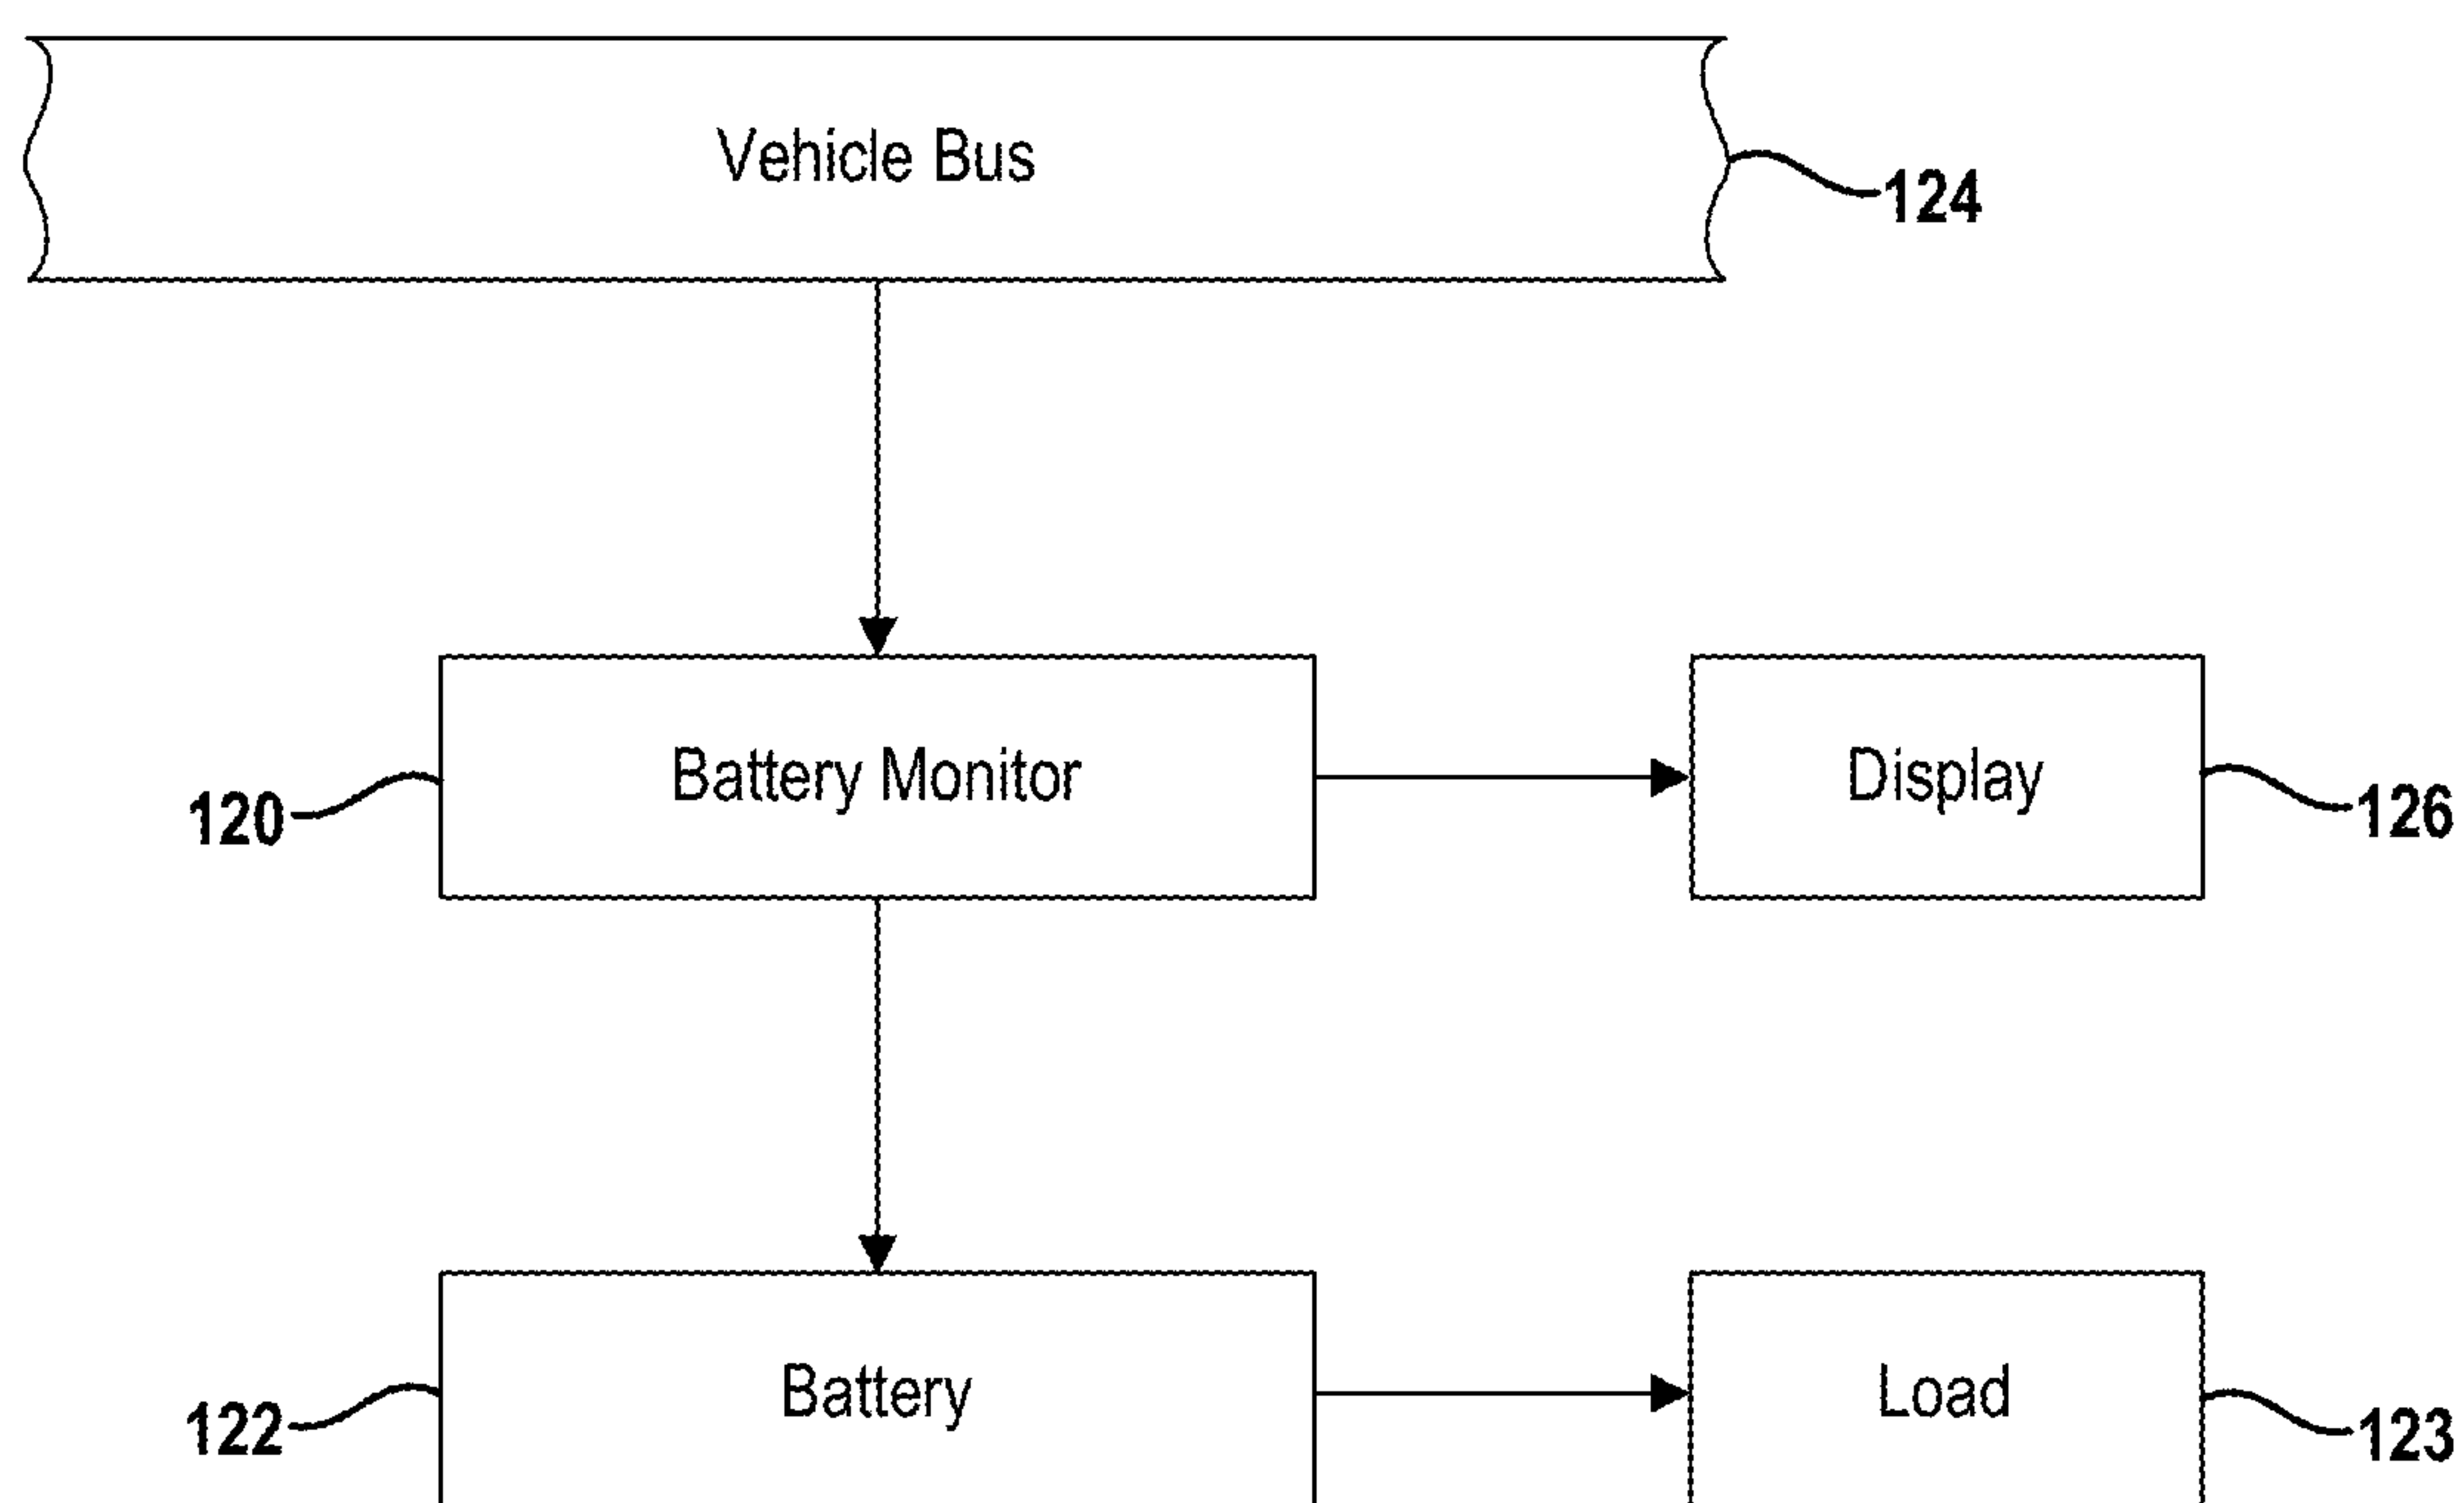 Vehicle Bus
124
Battery Monitor
Display
120
126
Battery
Load
122
123